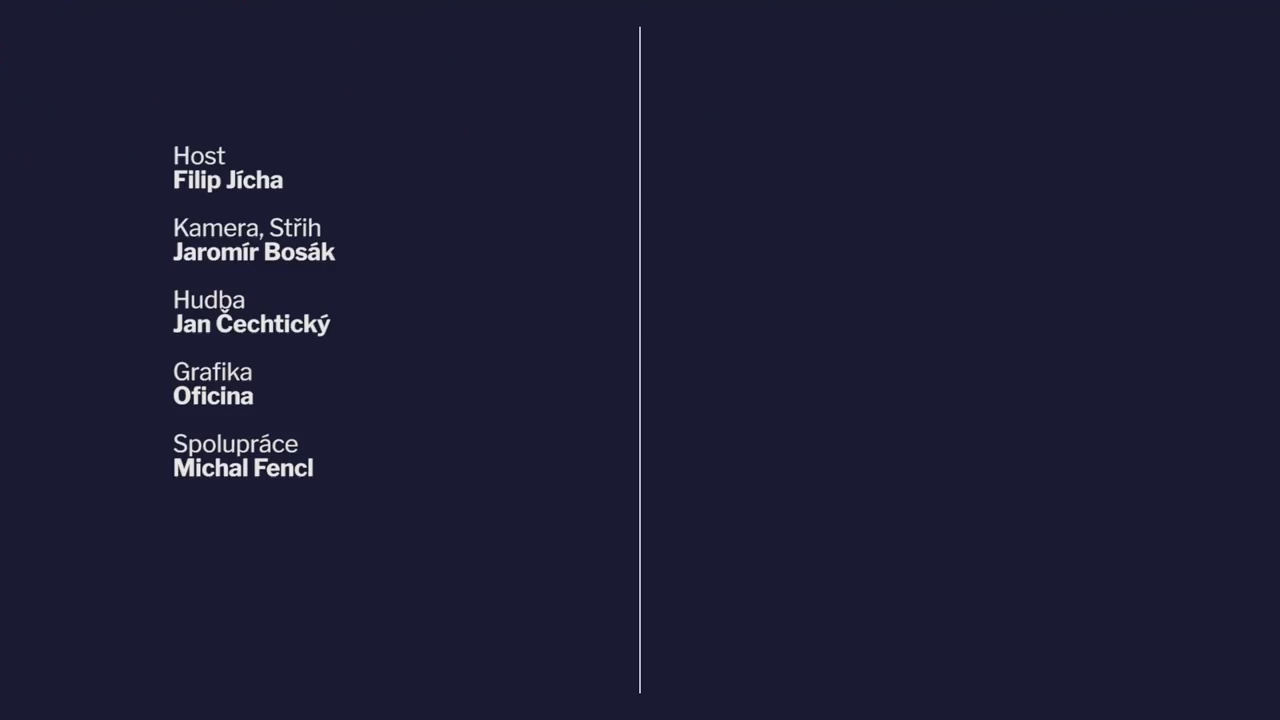 Host
Filip Jícha
Kamera, Střih
Jaromír Bosák
Hudba
Jan Čechtický
Grafika
Oficina
Spolupráce
Michal Fencl